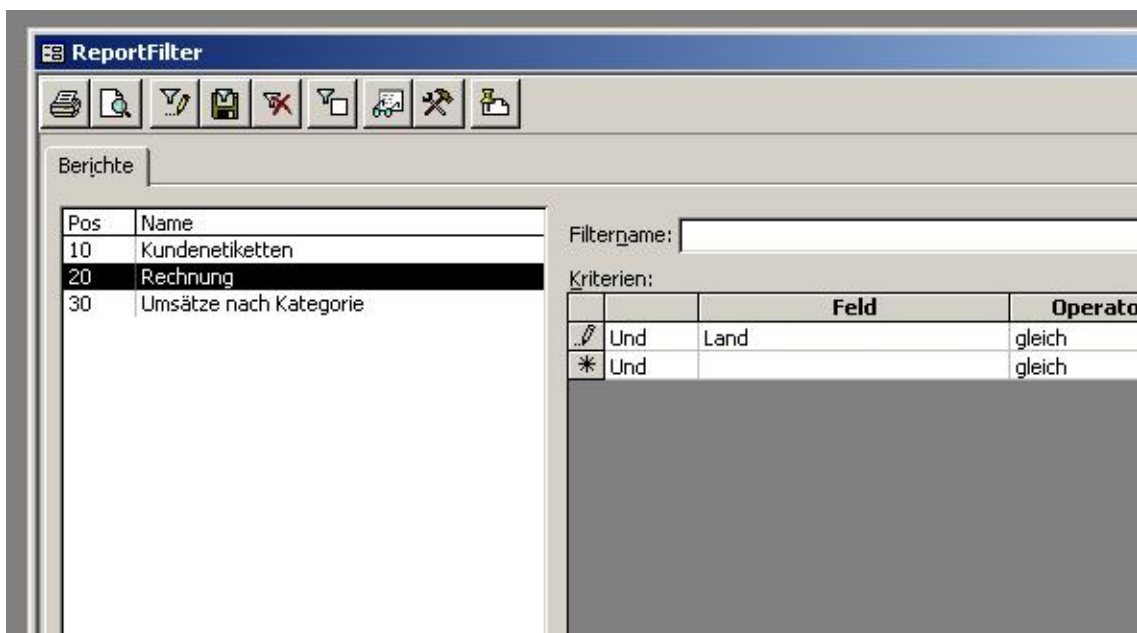 ReportFilter
Berichte
Pos Name
10 Kundenetiketten
20 Rechnung
30 Umsätze nach Kategorie
Filtername:
Kriterien:
Feld Operato
Und Land gleich
Und gleich